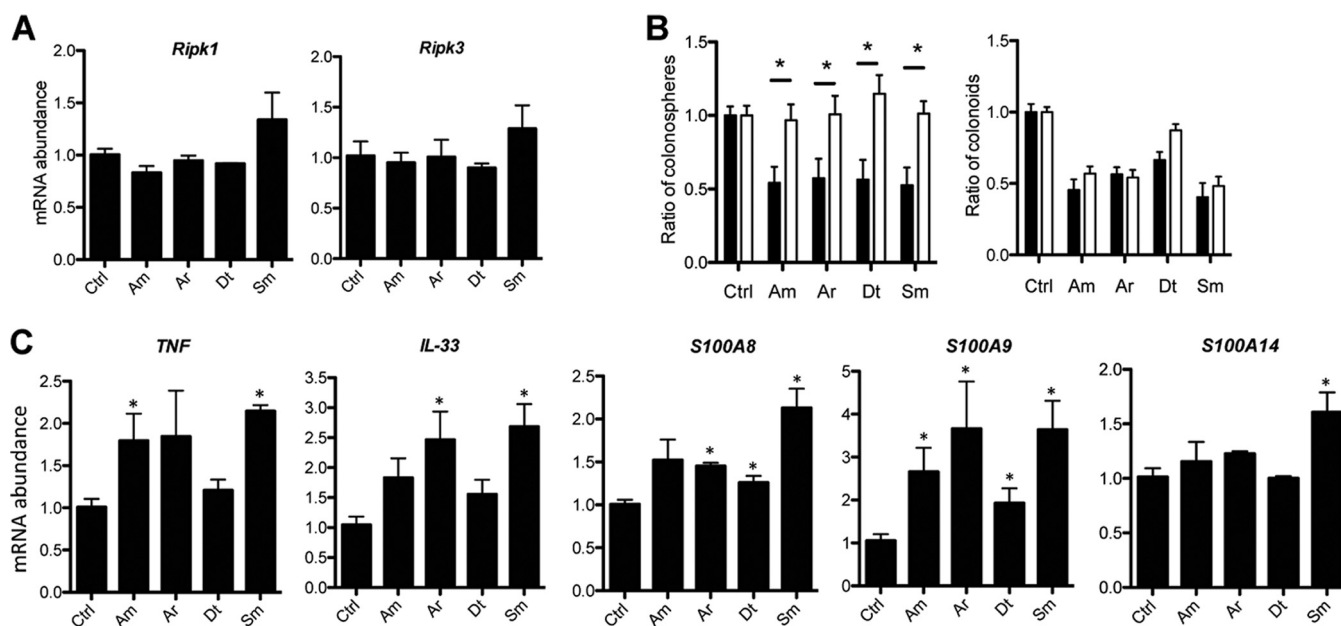 A
Ripk1
Ripk3
mRNA abundance
2.0
1.5
1.0
0.5
0.0
Ctrl
Am
Ar
Dt
Sm
2.0
1.5
1.0
0.5
0.0
Ctrl
Am
Ar
Dt
Sm
B
Ratio of colonospheres
1.5
1.0
0.5
0.0
* * * *
Ctrl Am Ar Dt Sm
Ratio of colonoids
1.5
1.0
0.5
0.0
Ctrl Am Ar Dt Sm
C
TNF
mRNA abundance
2.5
2.0
1.5
1.0
0.5
0.0
* *
Ctrl
Am
Ar
Dt
Sm
IL-33
3.5
3.0
2.5
2.0
1.5
1.0
0.5
0.0
* *
Ctrl
Am
Ar
Dt
Sm
S100A8
2.5
2.0
1.5
1.0
0.5
0.0
* * *
Ctrl
Am
Ar
Dt
Sm
S100A9
5
4
3
2
1
0
* * * *
Ctrl
Am
Ar
Dt
Sm
S100A14
2.0
1.5
1.0
0.5
0.0
*
Ctrl
Am
Ar
Dt
Sm